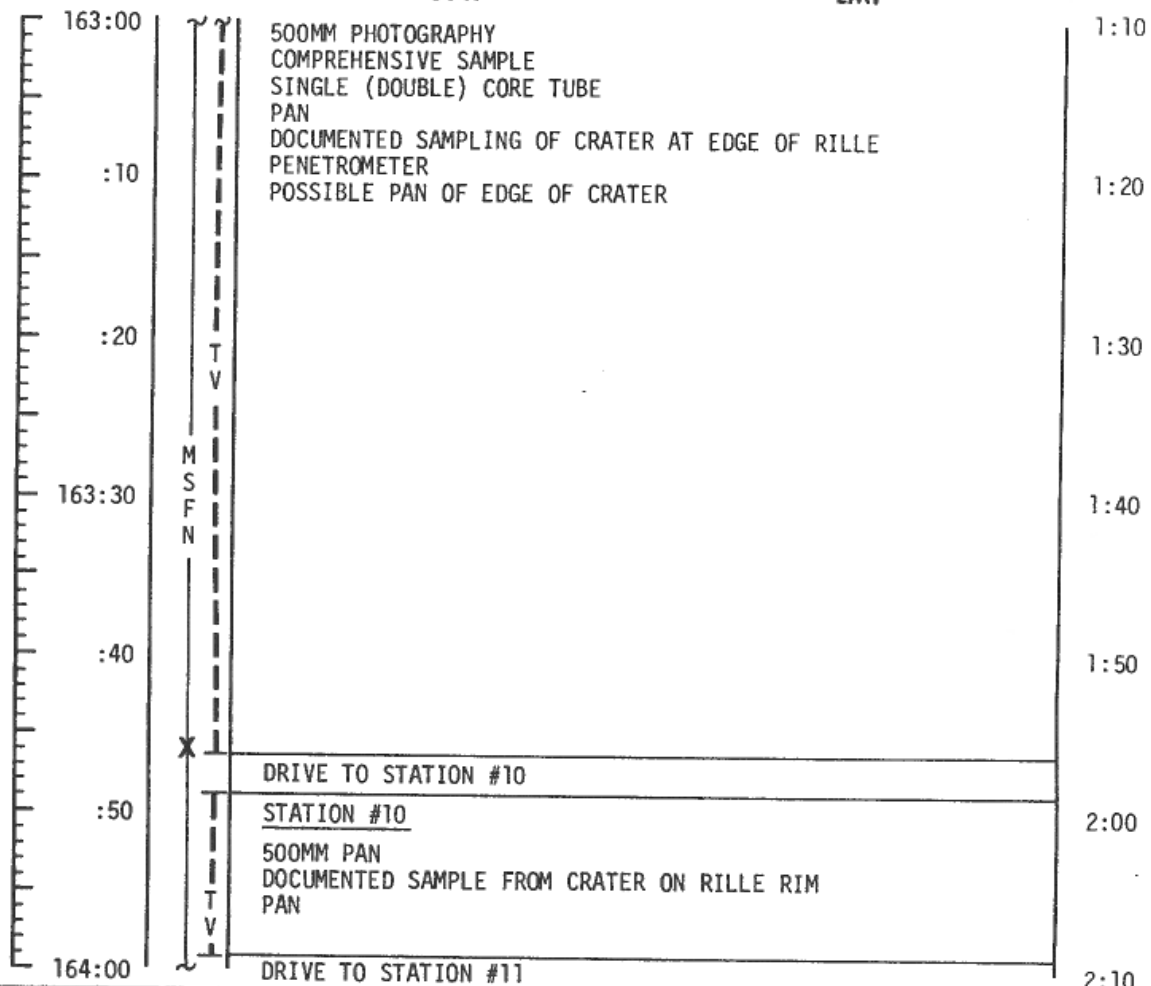 163:00
500MM PHOTOGRAPHY
1:10
COMPREHENSIVE SAMPLE
SINGLE (DOUBLE) CORE TUBE
PAN
DOCUMENTED SAMPLING OF CRATER AT EDGE OF RILLE
:10
PENETROMETER
1:20
POSSIBLE PAN OF EDGE OF CRATER
:20
TV
1:30
MSFN
163:30
1:40
:40
1:50
X
DRIVE TO STATION #10
:50
STATION #10
2:00
500MM PAN
DOCUMENTED SAMPLE FROM CRATER ON RILLE RIM
PAN
TV
164:00
DRIVE TO STATION #11
2:10